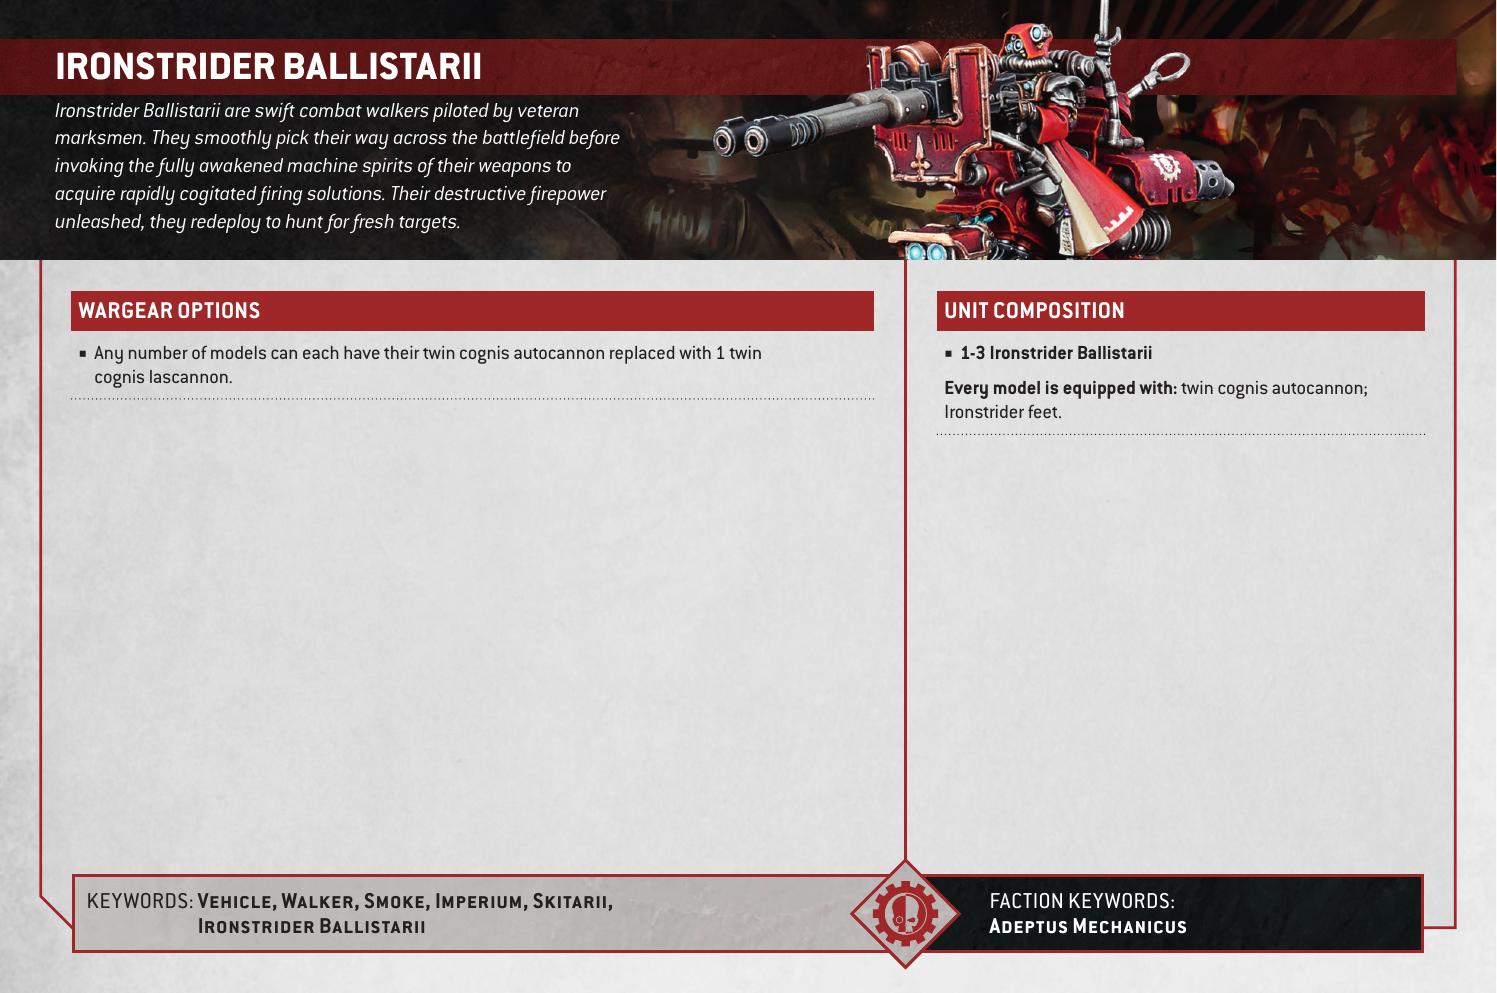 IRONSTRIDER BALLISTARII
Ironstrider Ballistarii are swift combat walkers piloted by veteran
marksmen. They smoothly pick their way across the battlefield before
invoking the fully awakened machine spirits of their weapons to
acquire rapidly cogitated firing solutions. Their destructive firepower
unleashed, they redeploy to hunt for fresh targets.
WARGEAR OPTIONS
▪ Any number of models can each have their twin cognis autocannon replaced with 1 twin
cognis lascannon.
UNIT COMPOSITION
▪ 1-3 Ironstrider Ballistarii
Every model is equipped with: twin cognis autocannon;
Ironstrider feet.
KEYWORDS: Vehicle, Walker, Smoke, Imperium, Skitarii,
Ironstrider Ballistarii
FACTION KEYWORDS:
Adeptus Mechanicus